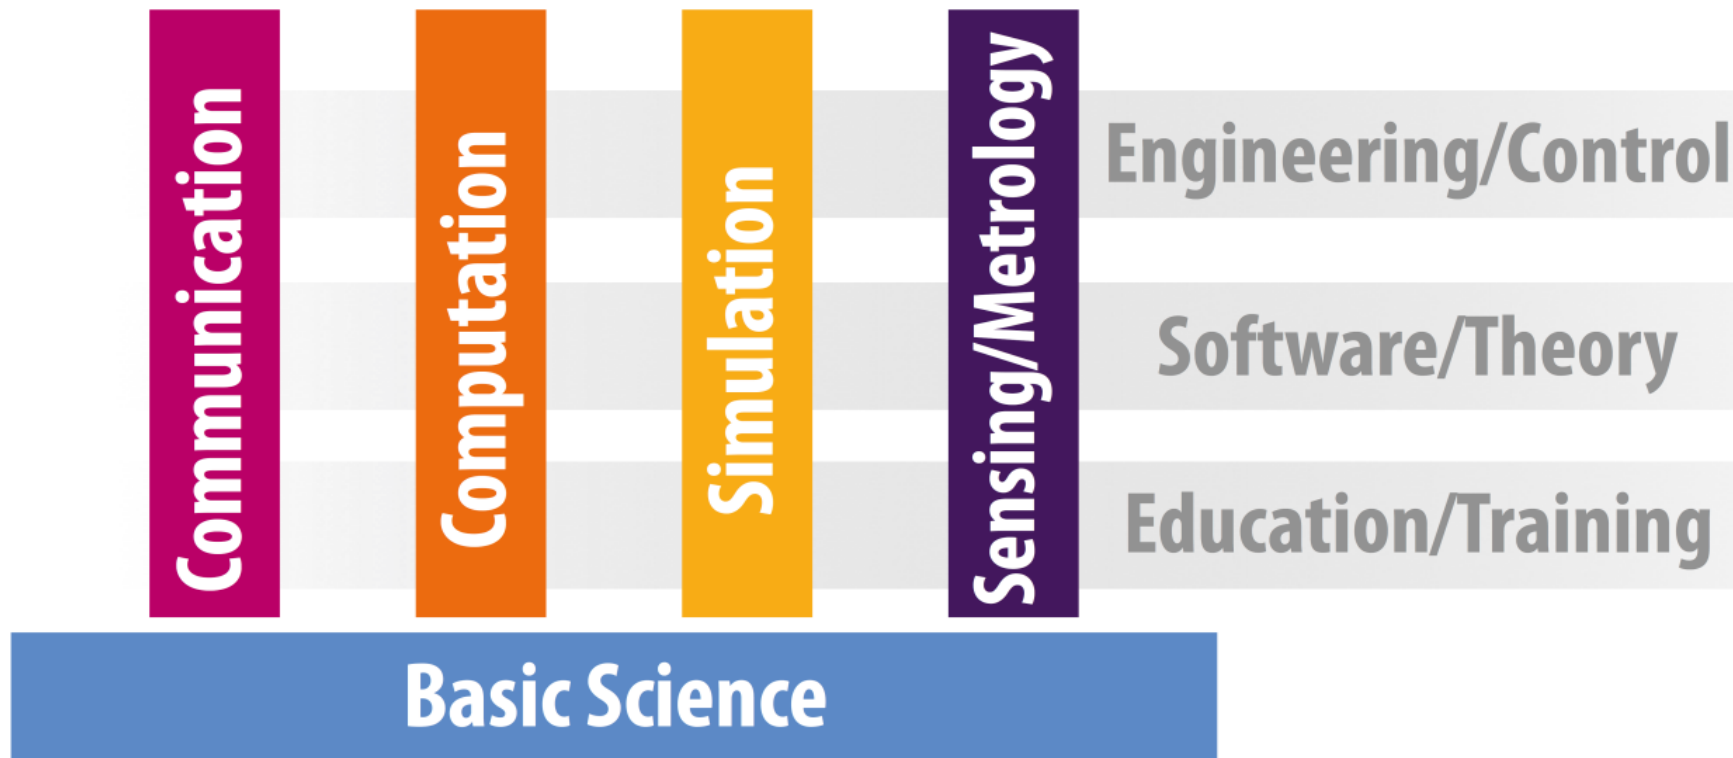 Communication
Computation
Simulation
Sensing/Metrology
Engineering/Control
Software/Theory
Education/Training
Basic Science